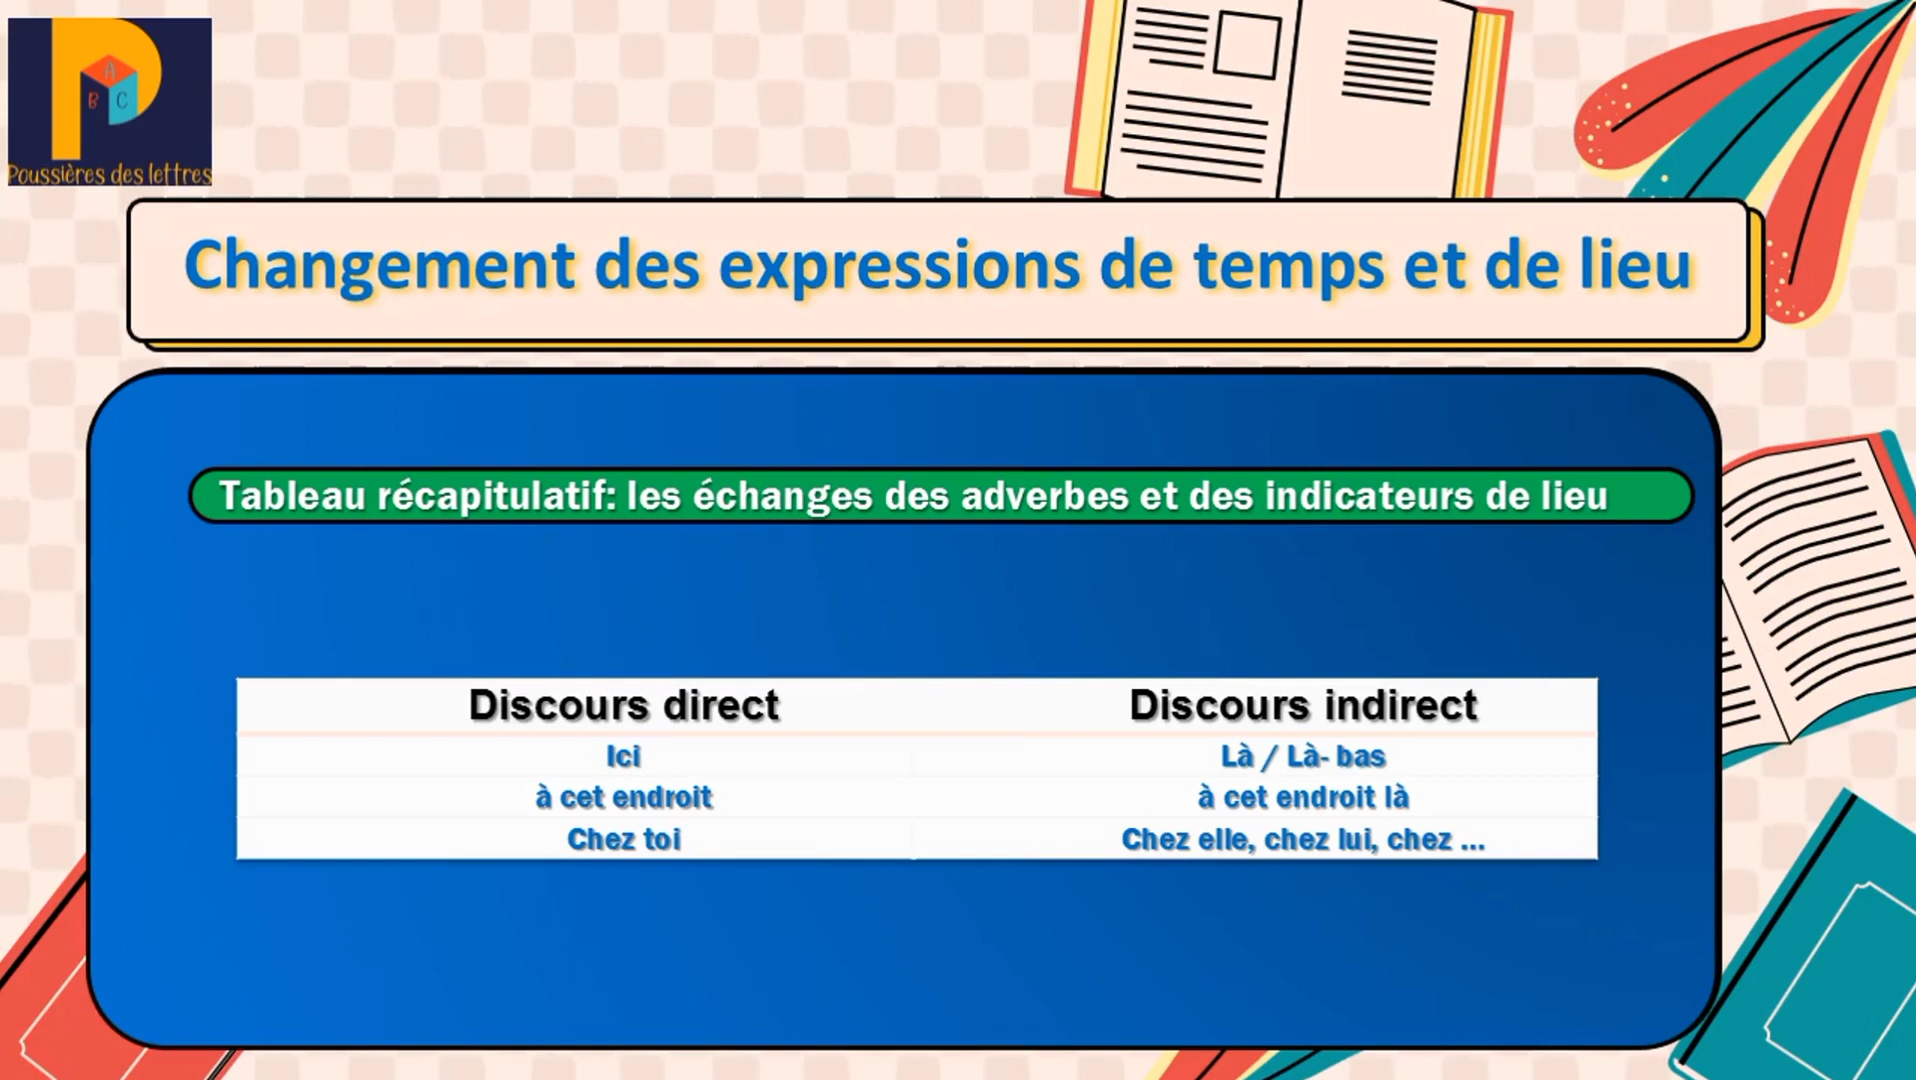 A
B C
Poussières des lettres
Changement des expressions de temps et de lieu
Tableau récapitulatif: les échanges des adverbes et des indicateurs de lieu
Discours direct Discours indirect
Ici Là / Là- bas
à cet endroit à cet endroit là
Chez toi Chez elle, chez lui, chez ...